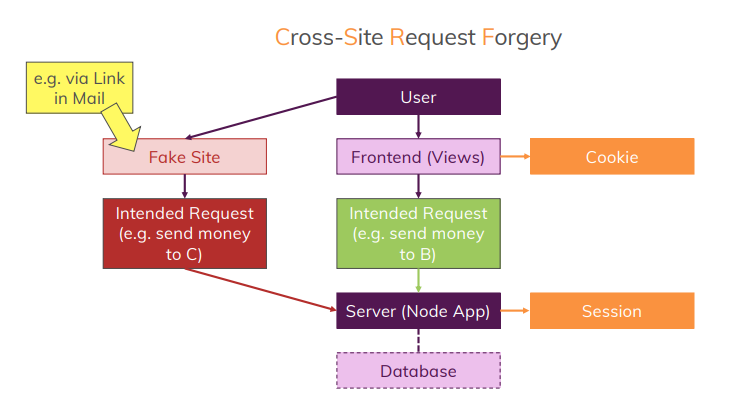 Cross-Site Request Forgery
e.g. via Link
in Mail
User
Fake Site
Frontend (Views)
Cookie
Intended Request
(e.g. send money
to C)
Intended Request
(e.g. send money
to B)
Server (Node App)
Session
Database